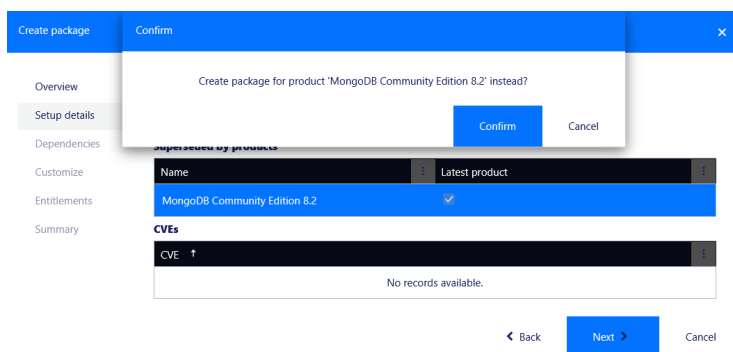 Create package
Confirm
Create package for product 'MongoDB Community Edition 8.2' instead?
Confirm
Cancel
Overview
Setup details
Dependencies
Customize
Entitlements
Summary
Superseded by products
Name
Latest product
MongoDB Community Edition 8.2
CVEs
CVE ↑
No records available.
Back
Next
Cancel